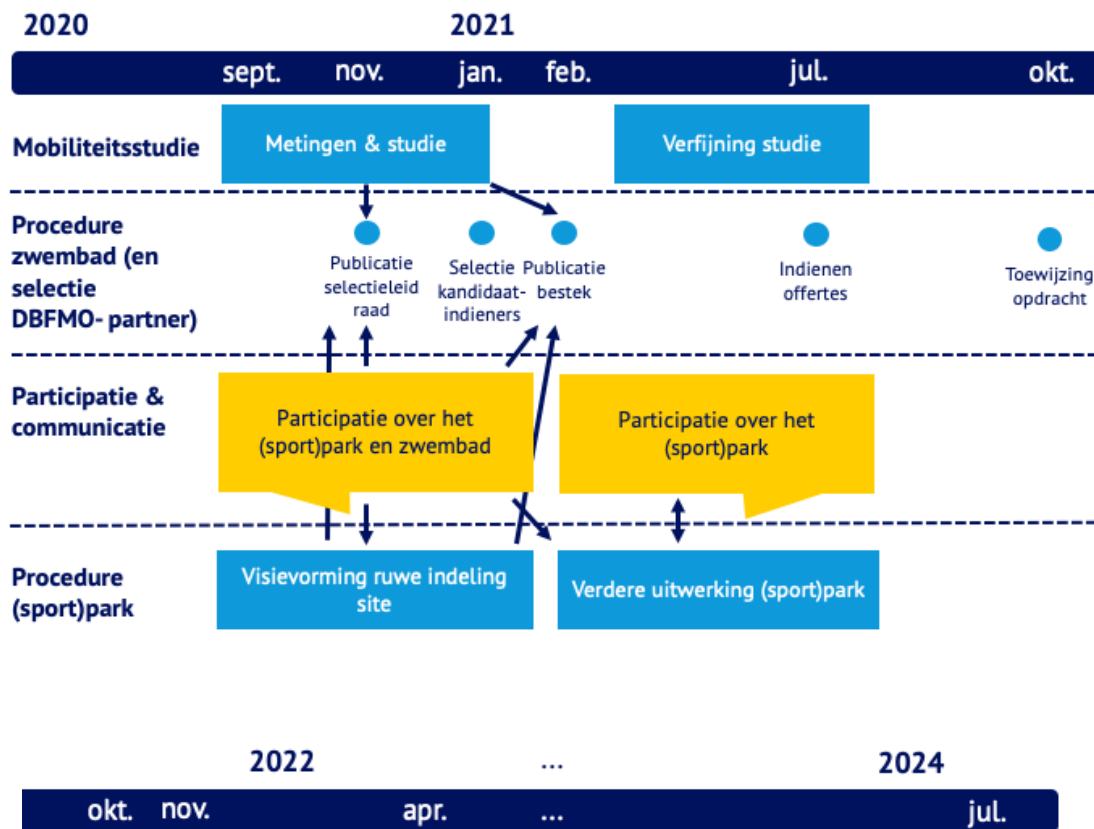 2020
2021
sept.
nov.
jan.
feb.
jul.
okt.
Mobiliteitsstudie
Metingen & studie
Verfijning studie
Procedure
zwembad (en
selectie
DBFMO- partner)
Publicatie
selectieleid
raad
Selectie
kandidaat-
indieners
Publicatie
bestek
Indienen
offertes
Toewijzing
opdracht
Participatie &
communicatie
Participatie over het
(sport)park en zwembad
Participatie over het
(sport)park
Procedure
(sport)park
Visievorming ruwe indeling
site
Verdere uitwerking (sport)park
2022
...
2024
okt.
nov.
apr.
...
jul.